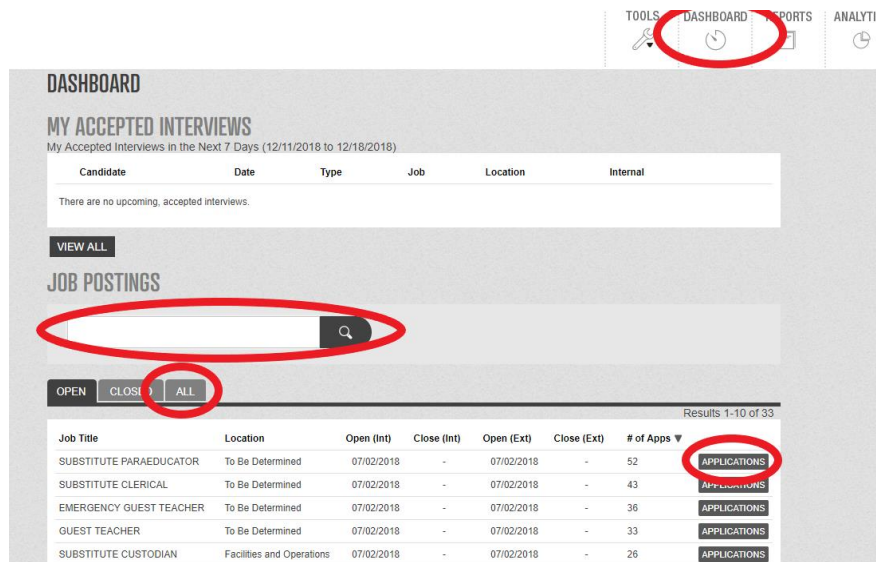 TOOLS DASHBOARD REPORTS ANALYTI
DASHBOARD
MY ACCEPTED INTERVIEWS
My Accepted Interviews in the Next 7 Days (12/11/2018 to 12/18/2018)
Candidate Date Type Job Location Internal
There are no upcoming, accepted interviews.
VIEW ALL
JOB POSTINGS
OPEN CLOSED ALL
Results 1-10 of 33
Job Title Location Open (Int) Close (Int) Open (Ext) Close (Ext) # of Apps ▼
SUBSTITUTE PARAEDUCATOR To Be Determined 07/02/2018 - 07/02/2018 - 52 APPLICATIONS
SUBSTITUTE CLERICAL To Be Determined 07/02/2018 - 07/02/2018 - 43 APPLICATIONS
EMERGENCY GUEST TEACHER To Be Determined 07/02/2018 - 07/02/2018 - 36 APPLICATIONS
GUEST TEACHER To Be Determined 07/02/2018 - 07/02/2018 - 33 APPLICATIONS
SUBSTITUTE CUSTODIAN Facilities and Operations 07/02/2018 - 07/02/2018 - 26 APPLICATIONS